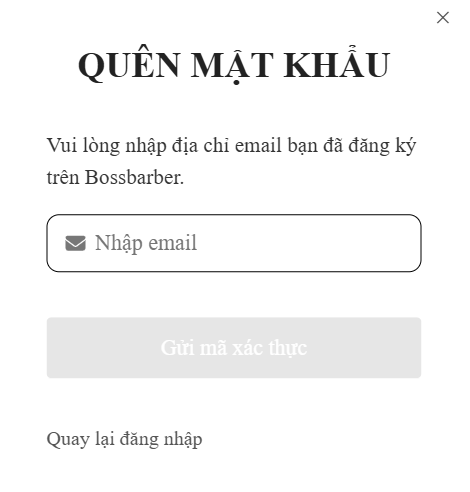 QUÊN MẬT KHẨU
Vui lòng nhập địa chỉ email bạn đã đăng ký
trên Bossbarber.
Nhập email
Gửi mã xác thực
Quay lại đăng nhập